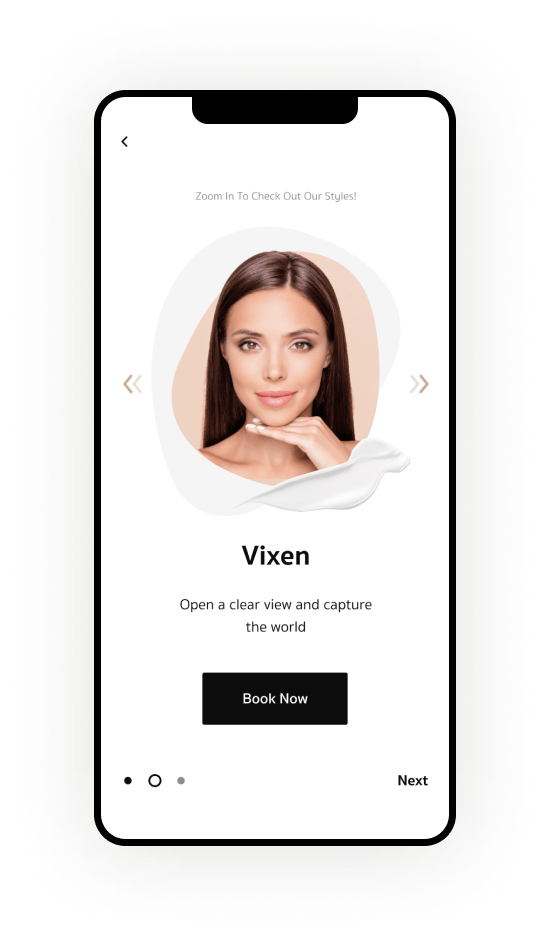 Zoom In To Check Out Our Styles!
Vixen
Open a clear view and capture
the world
Book Now
Next